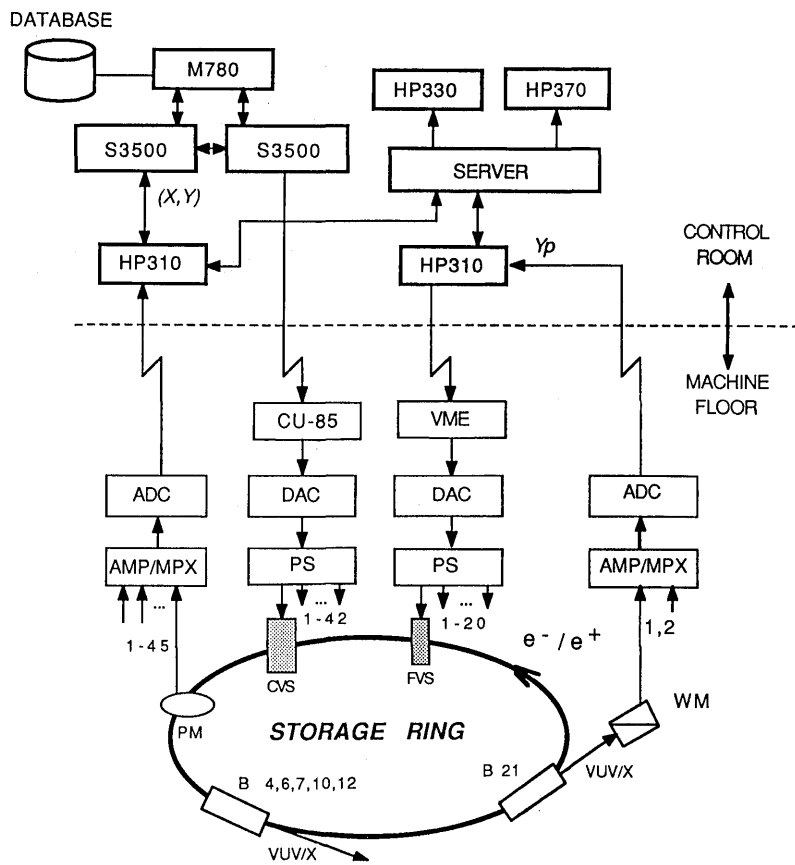 DATABASE
M780
HP330
HP370
S3500
S3500
SERVER
(X,Y)
HP310
HP310
Yp
CONTROL
ROOM
MACHINE
FLOOR
CU-85
VME
ADC
DAC
DAC
ADC
AMP/MPX
PS
PS
AMP/MPX
...
...
...
1-45
1-42
1-20
1,2
e- / e+
CVS
FVS
WM
PM
STORAGE RING
B 4,6,7,10,12
B 21
VUV/X
VUV/X